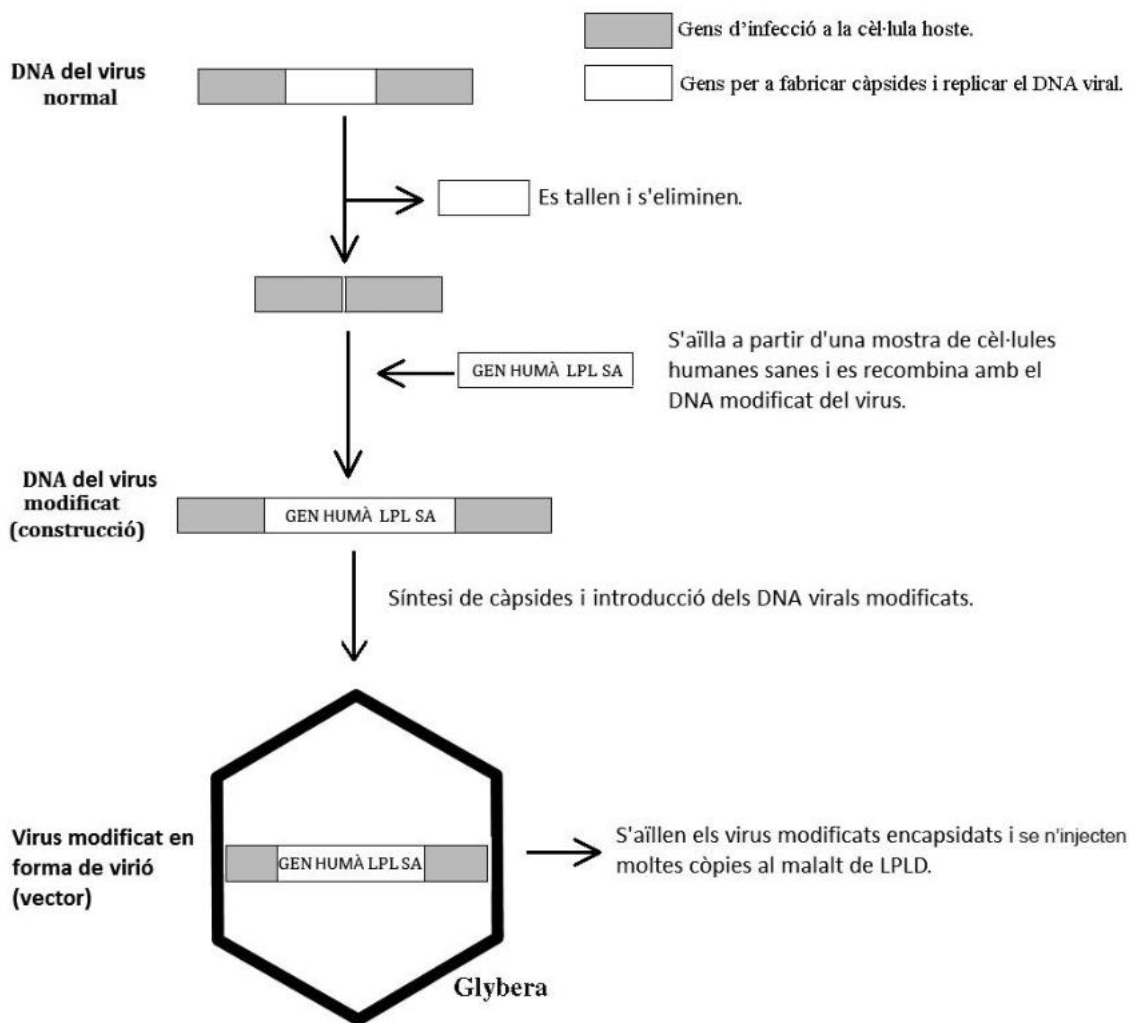 Gens d'infecció a la cèl·lula hoste.
DNA del virus
normal
Gens per a fabricar càpsides i replicar el DNA viral.
Es tallen i s'eliminen.
S'aïlla a partir d'una mostra de cèl·lules
humanes sanes i es recombina amb el
DNA modificat del virus.
GEN HUMÀ LPL SA
DNA del virus
modificat
(construcció)
GEN HUMÀ LPL SA
Síntesi de càpsides i introducció dels DNA virals modificats.
Virus modificat en
forma de virió
(vector)
GEN HUMÀ LPL SA
S'aïllen els virus modificats encapsidats i se n'injecten
moltes còpies al malalt de LPLD.
Glybera